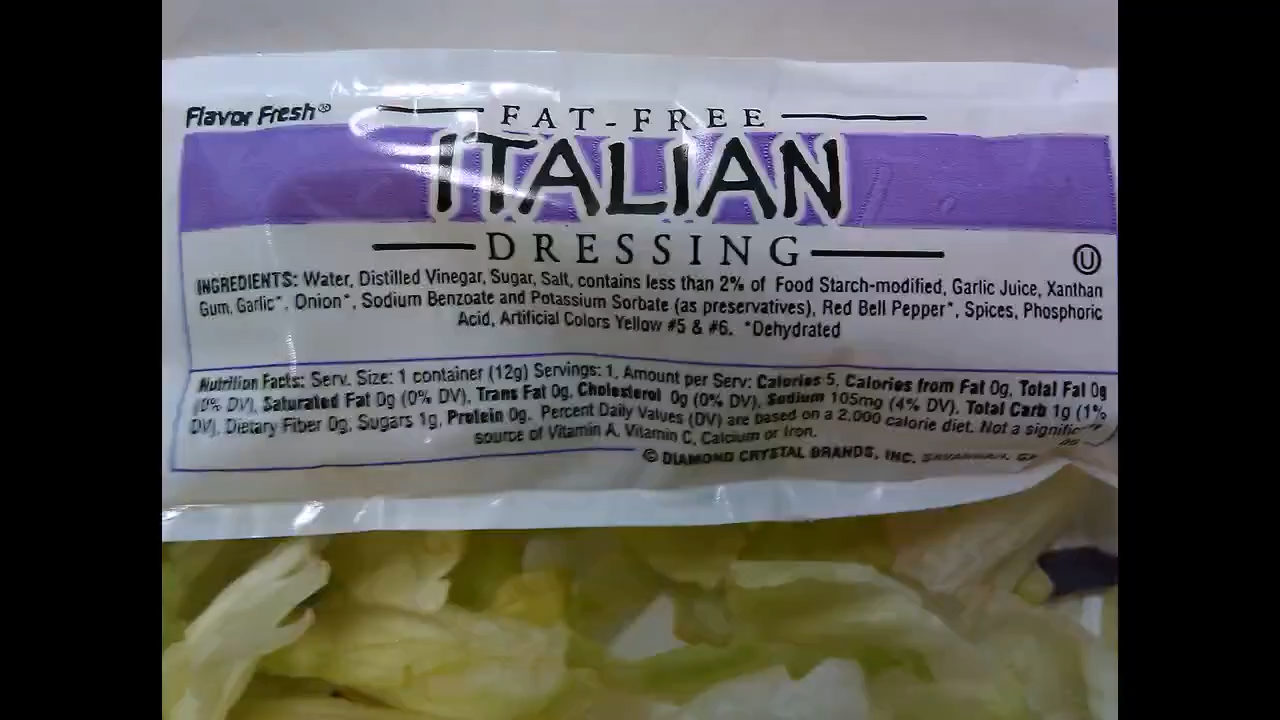 Flavor Fresh®
FAT-FREE
ITALIAN
DRESSING
Ⓤ
INGREDIENTS: Water, Distilled Vinegar, Sugar, Salt, contains less than 2% of Food Starch-modified, Garlic Juice, Xanthan
Gum, Garlic*, Onion*, Sodium Benzoate and Potassium Sorbate (as preservatives), Red Bell Pepper*, Spices, Phosphoric
Acid, Artificial Colors Yellow #5 & #6. *Dehydrated
Nutrition Facts: Serv. Size: 1 container (12g) Servings: 1, Amount per Serv: Calories 5, Calories from Fat 0g, Total Fat 0g
(0% DV), Saturated Fat 0g (0% DV), Trans Fat 0g, Cholesterol 0g (0% DV), Sodium 105mg (4% DV), Total Carb 1g (1%
DV), Dietary Fiber 0g, Sugars 1g, Protein 0g. Percent Daily Values (DV) are based on a 2,000 calorie diet. Not a
source of Vitamin A, Vitamin C, Calcium or Iron.
© DIAMOND CRYSTAL BRANDS, INC.